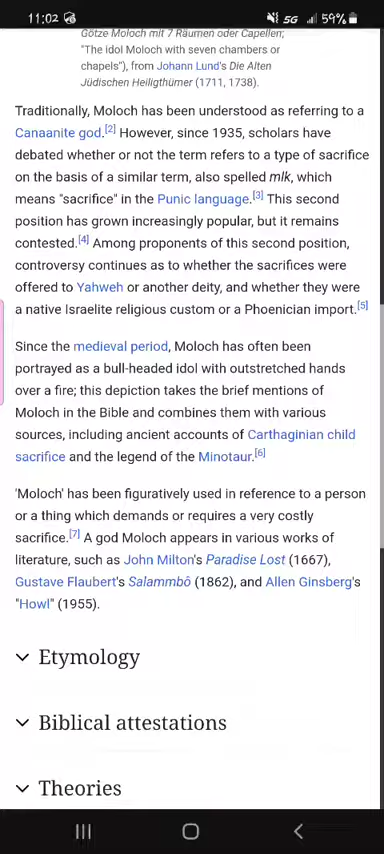 11:02 5G 59%
Götze Moloch mit 7 Räumen oder Capellen;
"The idol Moloch with seven chambers or
chapels"), from Johann Lund's Die Alten
Jüdischen Heiligthümer (1711, 1738).
Traditionally, Moloch has been understood as referring to a
Canaanite god.[2] However, since 1935, scholars have
debated whether or not the term refers to a type of sacrifice
on the basis of a similar term, also spelled mlk, which
means "sacrifice" in the Punic language.[3] This second
position has grown increasingly popular, but it remains
contested.[4] Among proponents of this second position,
controversy continues as to whether the sacrifices were
offered to Yahweh or another deity, and whether they were
a native Israelite religious custom or a Phoenician import.[5]
Since the medieval period, Moloch has often been
portrayed as a bull-headed idol with outstretched hands
over a fire; this depiction takes the brief mentions of
Moloch in the Bible and combines them with various
sources, including ancient accounts of Carthaginian child
sacrifice and the legend of the Minotaur.[6]
'Moloch' has been figuratively used in reference to a person
or a thing which demands or requires a very costly
sacrifice.[7] A god Moloch appears in various works of
literature, such as John Milton's Paradise Lost (1667),
Gustave Flaubert's Salammbô (1862), and Allen Ginsberg's
"Howl" (1955).
Etymology
Biblical attestations
Theories